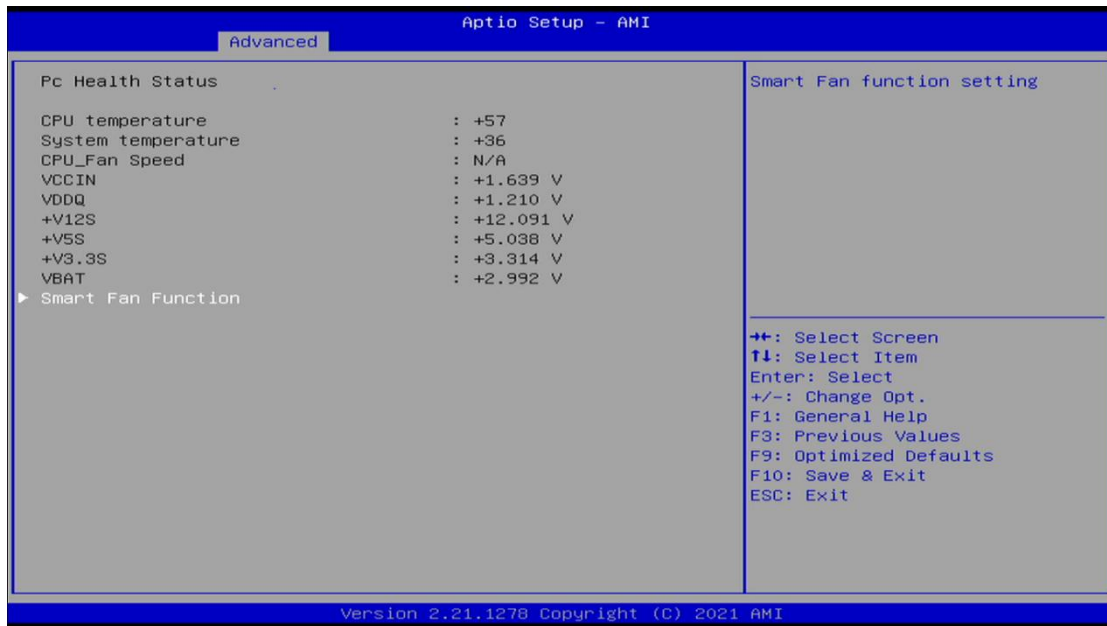 Aptio Setup - AMI
Advanced
Pc Health Status
CPU temperature : +57
System temperature : +36
CPU_Fan Speed : N/A
VCCIN : +1.639 V
VDDQ : +1.210 V
+V12S : +12.091 V
+V5S : +5.038 V
+V3.3S : +3.314 V
VBAT : +2.992 V
Smart Fan Function
Smart Fan function setting
→←: Select Screen
↑↓: Select Item
Enter: Select
+/-: Change Opt.
F1: General Help
F3: Previous Values
F9: Optimized Defaults
F10: Save & Exit
ESC: Exit
Version 2.21.1278 Copyright (C) 2021 AMI